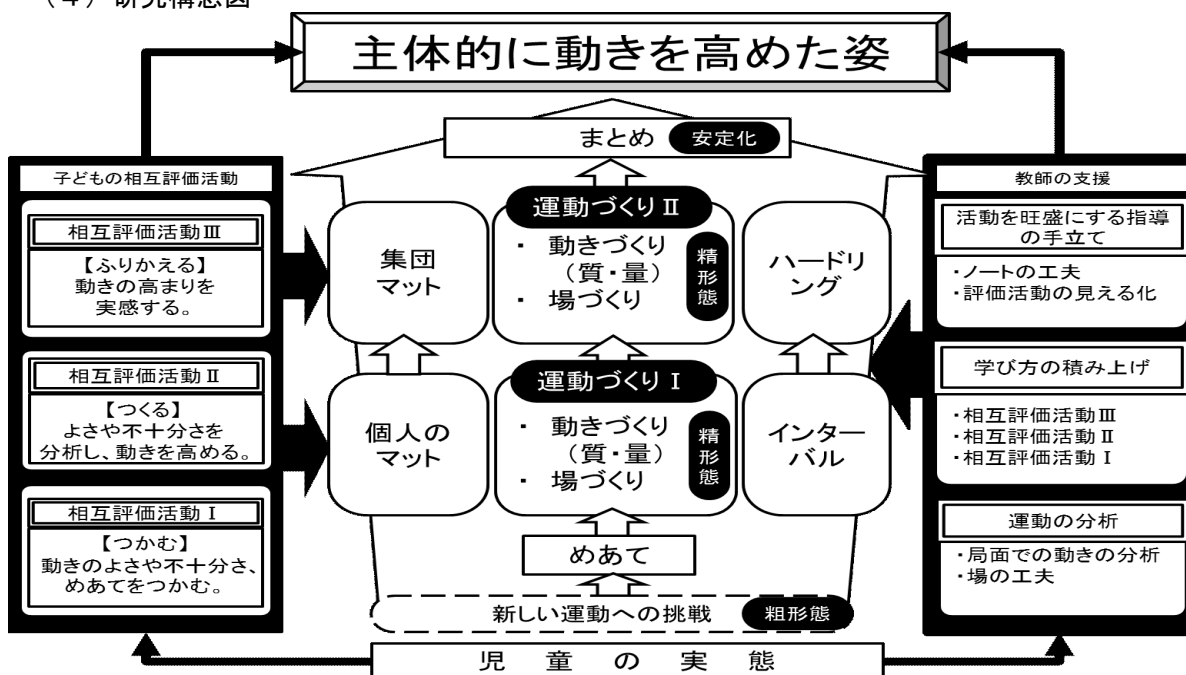 （４）研究構想図
主体的に動きを高めた姿
まとめ 安定化
子どもの相互評価活動
相互評価活動Ⅲ
【ふりかえる】
動きの高まりを
実感する。
相互評価活動Ⅱ
【つくる】
よさや不十分さを
分析し、動きを高める。
相互評価活動Ⅰ
【つかむ】
動きのよさや不十分さ、
めあてをつかむ。
集団
マット
個人の
マット
運動づくりⅡ
・ 動きづくり
（質・量）
・ 場づくり
精形態
運動づくりⅠ
・ 動きづくり
（質・量）
・ 場づくり
精形態
めあて
新しい運動への挑戦 粗形態
ハードリ
ング
インター
バル
教師の支援
活動を旺盛にする指導
の手立て
・ノートの工夫
・評価活動の見える化
学び方の積み上げ
・相互評価活動Ⅲ
・相互評価活動Ⅱ
・相互評価活動Ⅰ
運動の分析
・局面での動きの分析
・場の工夫
児童の実態